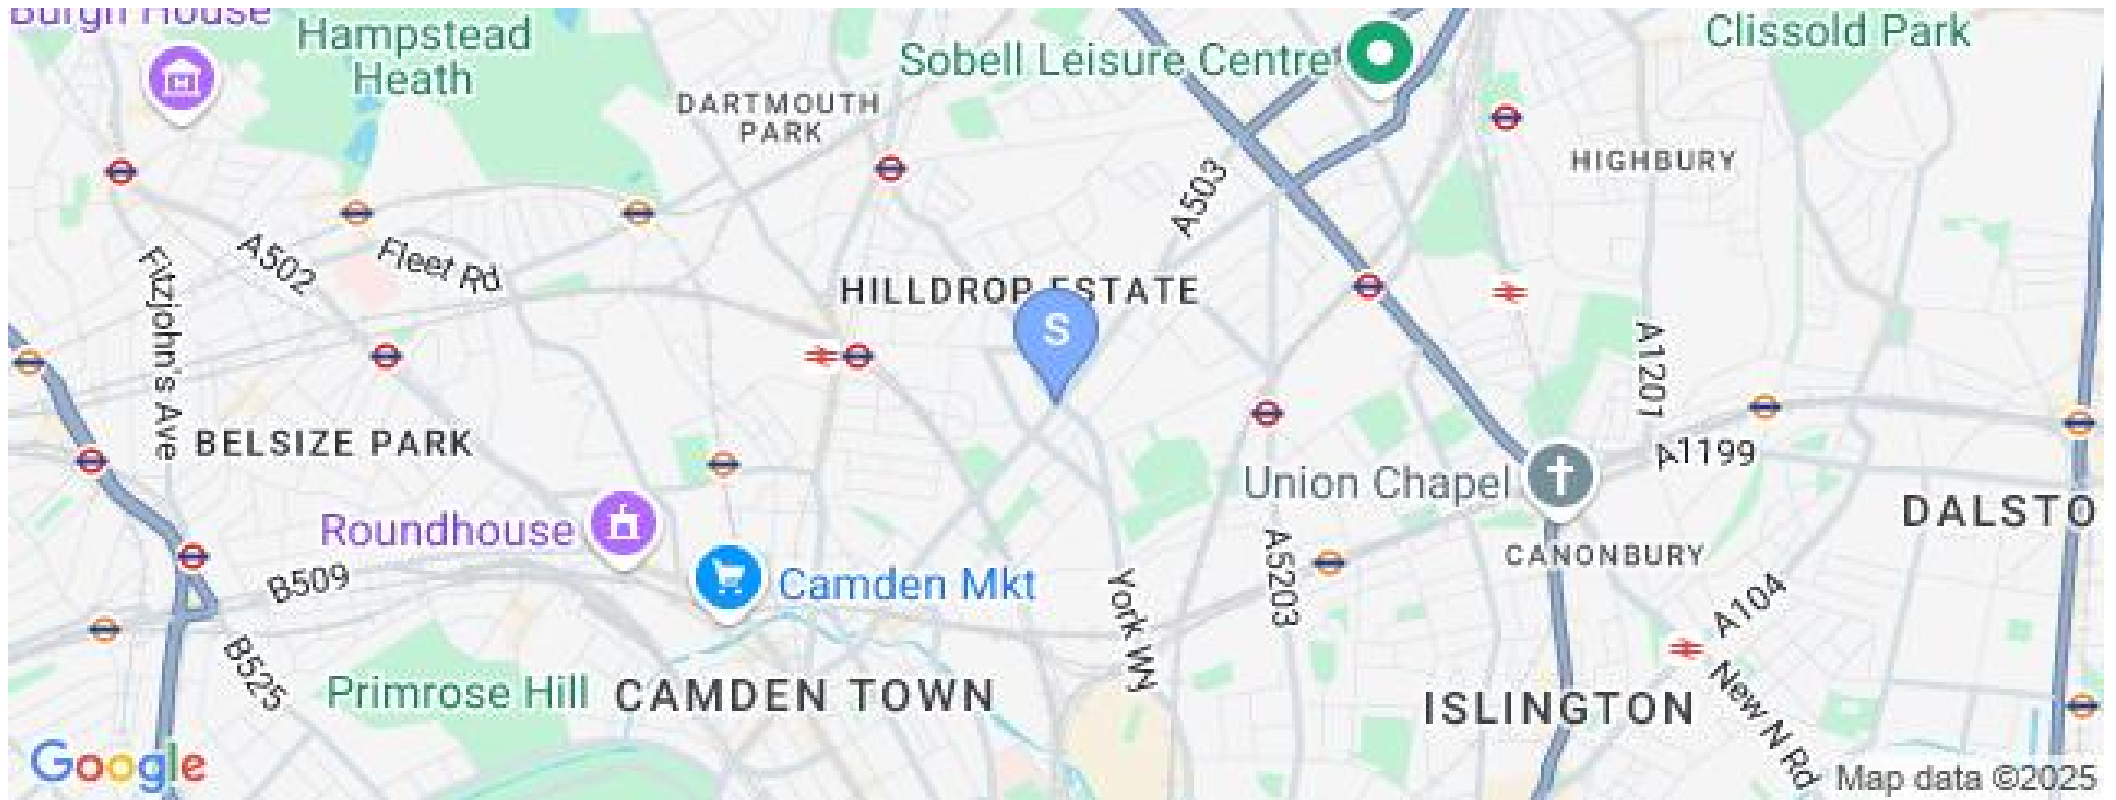 Burgh House
Hampstead
Heath
Sobell Leisure Centre
Clissold Park
DARTMOUTH
PARK
HIGHBURY
A503
A502
Fleet Rd
Fitzjohn's Ave
HILLDROP ESTATE
S
A1201
BELSIZE PARK
A1199
Union Chapel
DALSTO
Roundhouse
CANONBURY
B509
Camden Mkt
A5203
York Wy
A104
B525
Primrose Hill
CAMDEN TOWN
ISLINGTON
New N Rd
Google
Map data ©2025